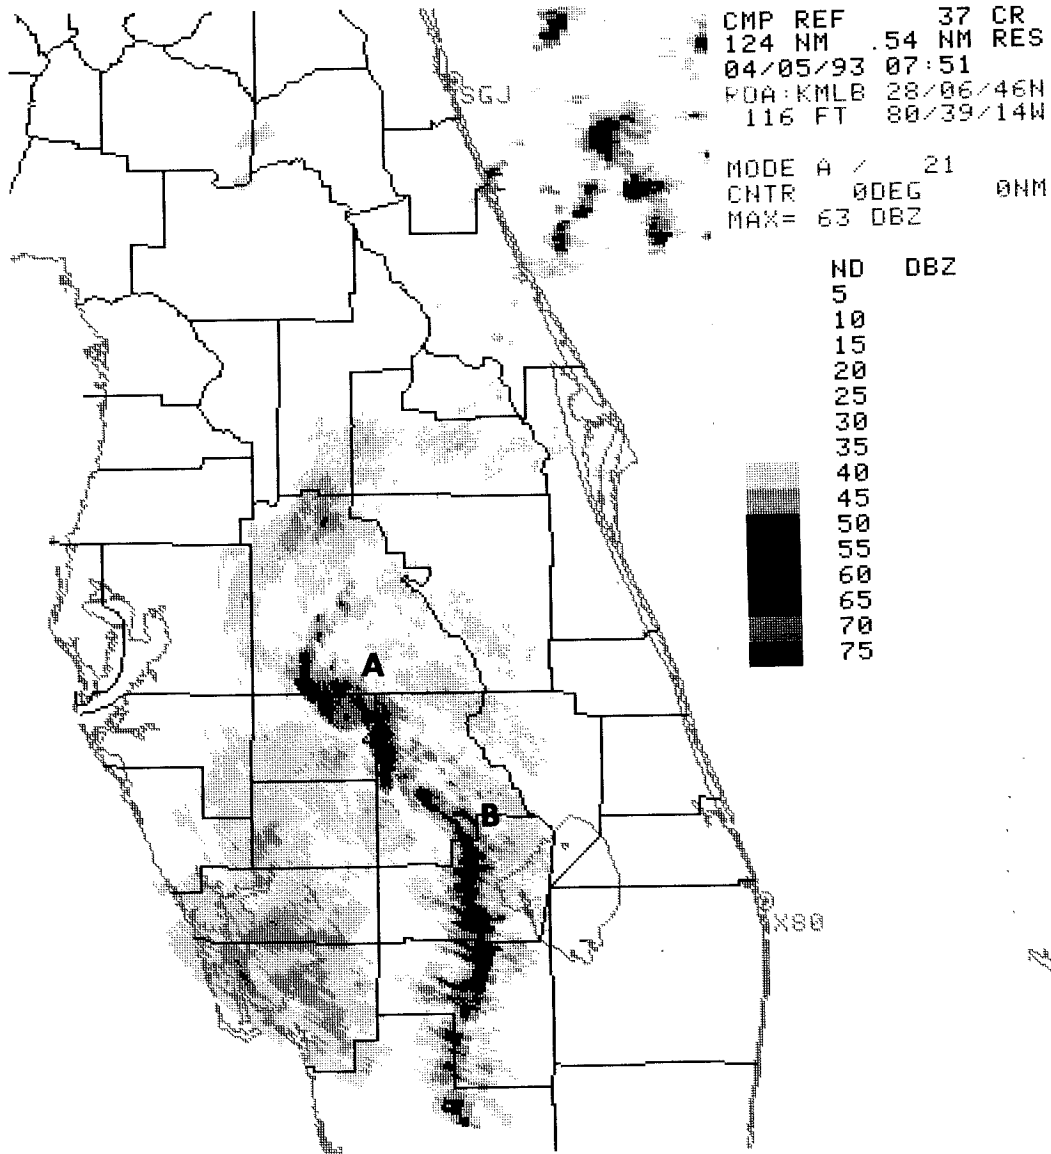 CMP REF 37 CR
124 NM .54 NM RES
04/05/93 07:51
RDA:KMLB 28/06/46N
116 FT 80/39/14W
MODE A / 21
CNTR 0DEG 0NM
MAX= 63 DBZ
ND DBZ
5
10
15
20
25
30
35
40
45
50
55
60
65
70
75
SGJ
A
B
X80